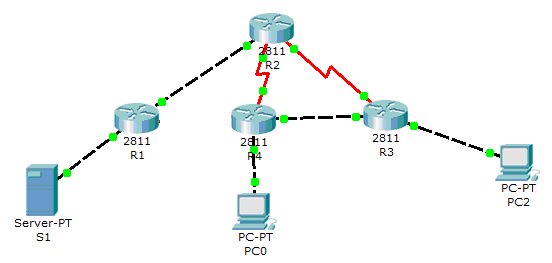 2811
R2
2811
R1
2811
R4
2811
R3
Server-PT
S1
PC-PT
PC0
PC-PT
PC2